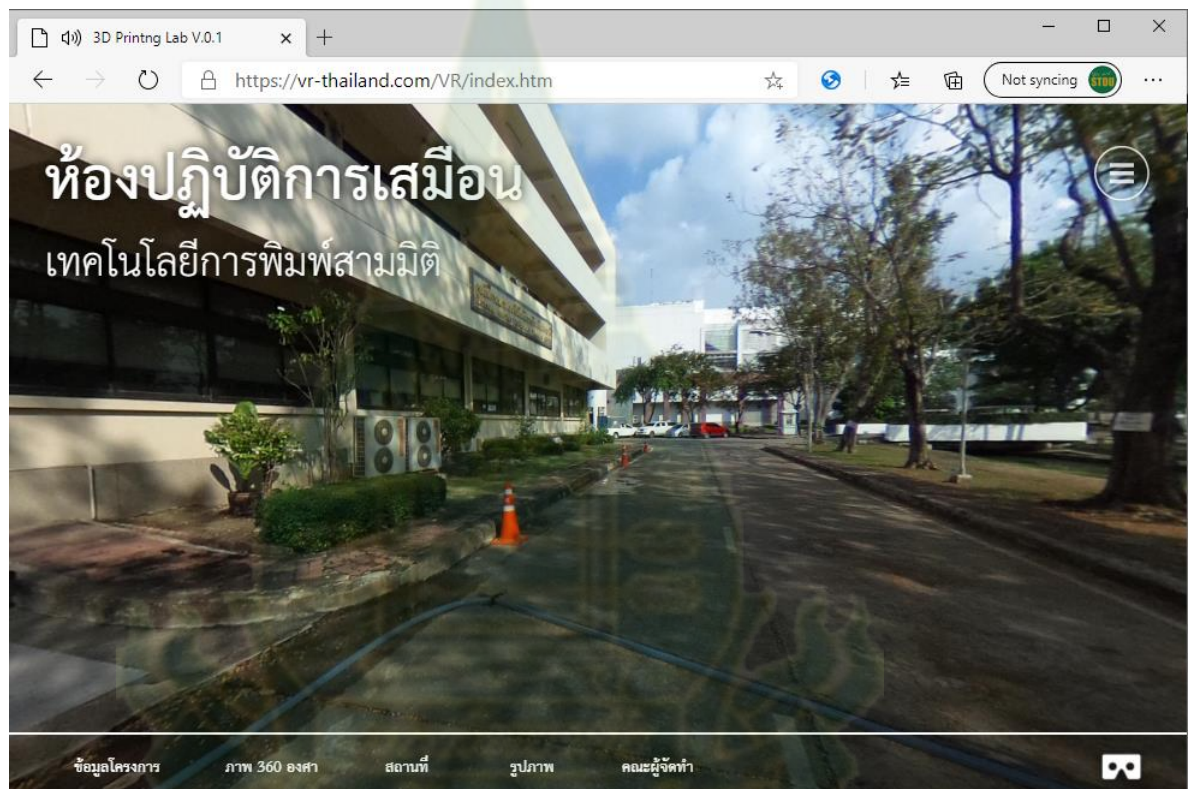 3D Printng Lab V.0.1
https://vr-thailand.com/VR/index.htm
Not syncing
STOU
ห้องปฏิบัติการเสมือน
เทคโนโลยีการพิมพ์สามมิติ
ข้อมูลโครงการ ภาพ 360 องศา สถานที่ รูปภาพ คณะผู้จัดทำ